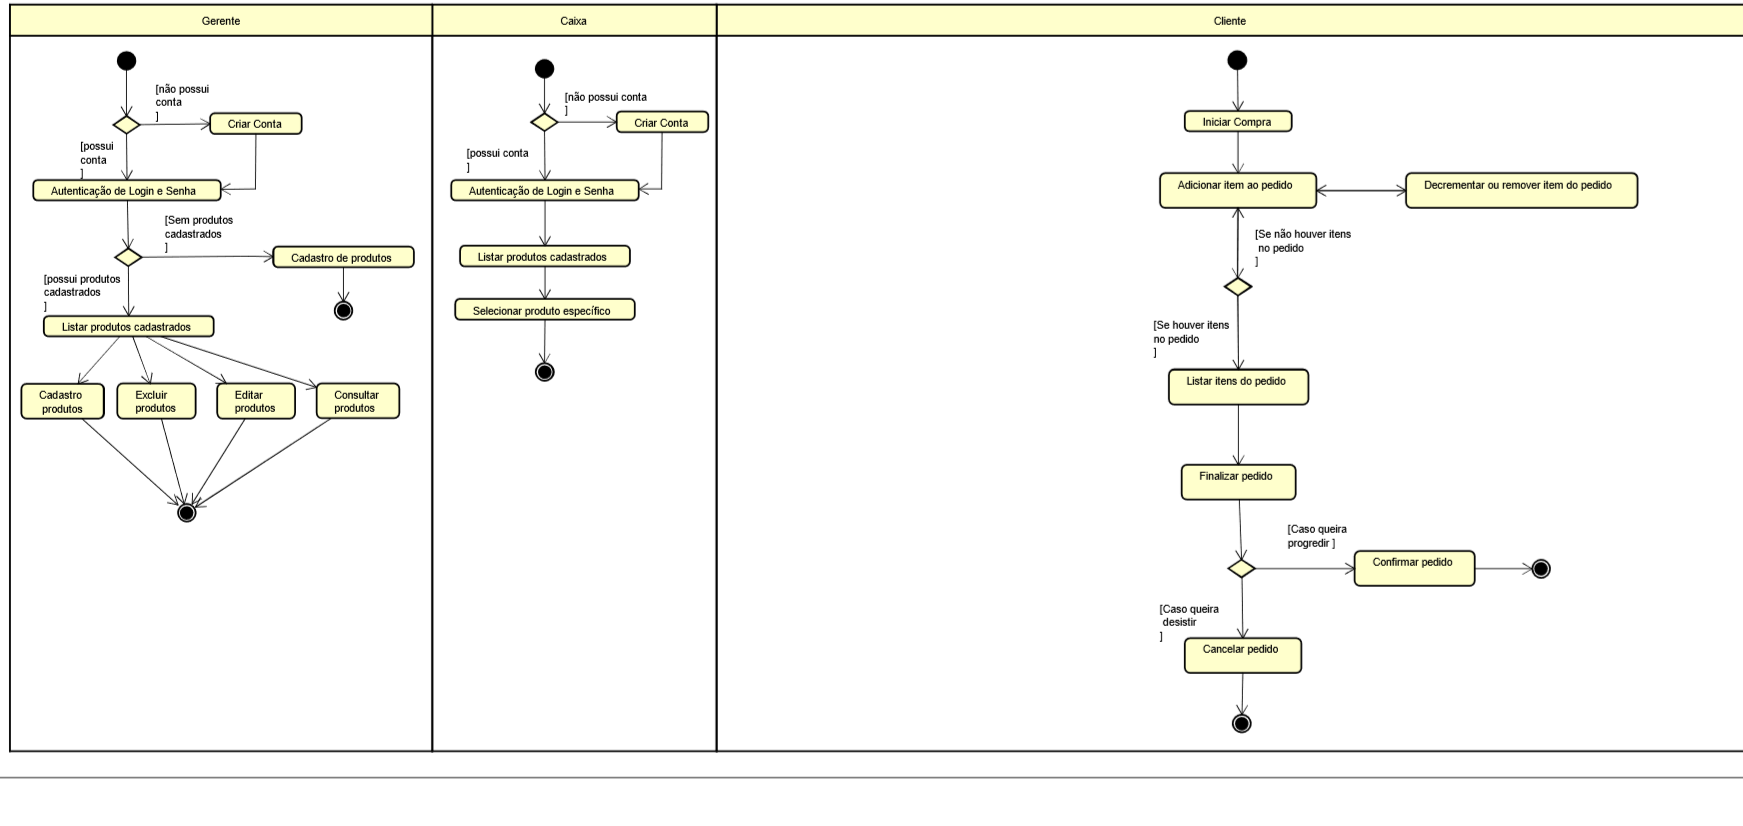 Gerente
Caixa
Cliente
[não possui
conta
]
Criar Conta
[possui
conta
]
Autenticação de Login e Senha
[Sem produtos
cadastrados
]
Cadastro de produtos
[possui produtos
cadastrados
]
Listar produtos cadastrados
Cadastro
produtos
Excluir
produtos
Editar
produtos
Consultar
produtos
[não possui conta
]
Criar Conta
[possui conta
]
Autenticação de Login e Senha
Listar produtos cadastrados
Selecionar produto específico
Iniciar Compra
Adicionar item ao pedido
Decrementar ou remover item do pedido
[Se não houver itens
no pedido
]
[Se houver itens
no pedido
]
Listar itens do pedido
Finalizar pedido
[Caso queira
progredir ]
Confirmar pedido
[Caso queira
desistir
]
Cancelar pedido